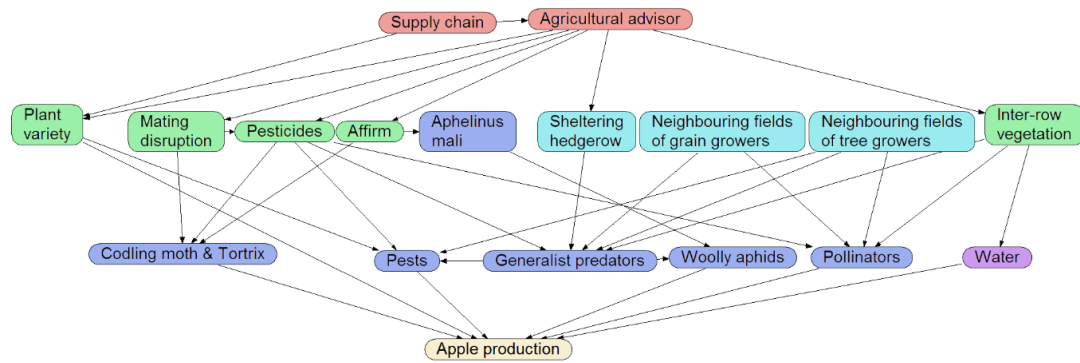 Supply chain
Agricultural advisor
Plant
variety
Mating
disruption
Pesticides
Affirm
Aphelinus
mali
Sheltering
hedgerow
Neighbouring fields
of grain growers
Neighbouring fields
of tree growers
Inter-row
vegetation
Codling moth & Tortrix
Pests
Generalist predators
Woolly aphids
Pollinators
Water
Apple production